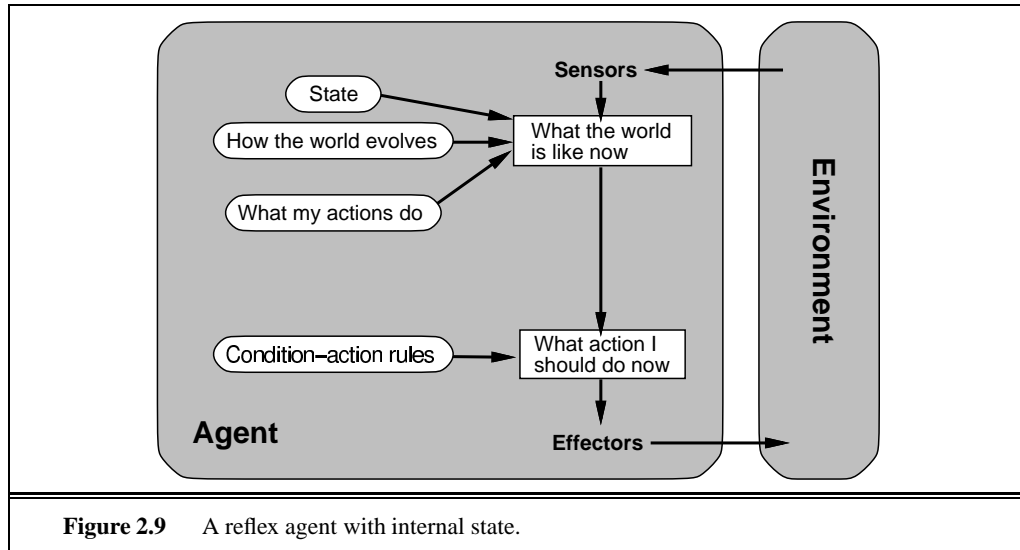 Sensors
State
What the world
is like now
How the world evolves
What my actions do
Environment
What action I
should do now
Condition–action rules
Agent
Effectors
Figure 2.9 A reflex agent with internal state.